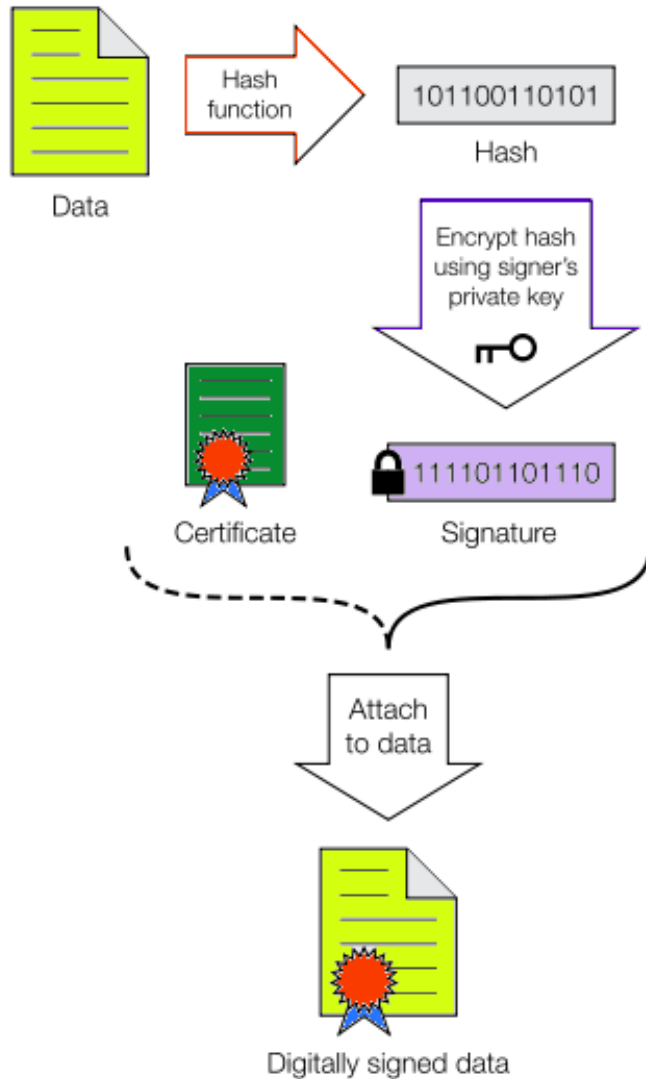 Hash
function
101100110101
Hash
Data
Encrypt hash
using signer's
private key
111101101110
Certificate
Signature
Attach
to data
Digitally signed data